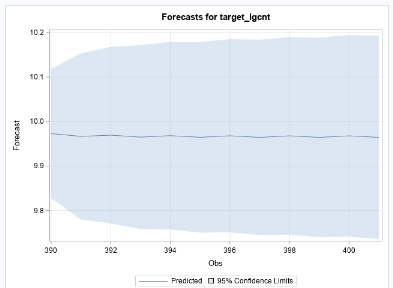 Forecasts for target_lgcnt
10.2
10.1
10.0
9.9
9.8
Forecast
390 392 394 396 398 400
Obs
Predicted 95% Confidence Limits